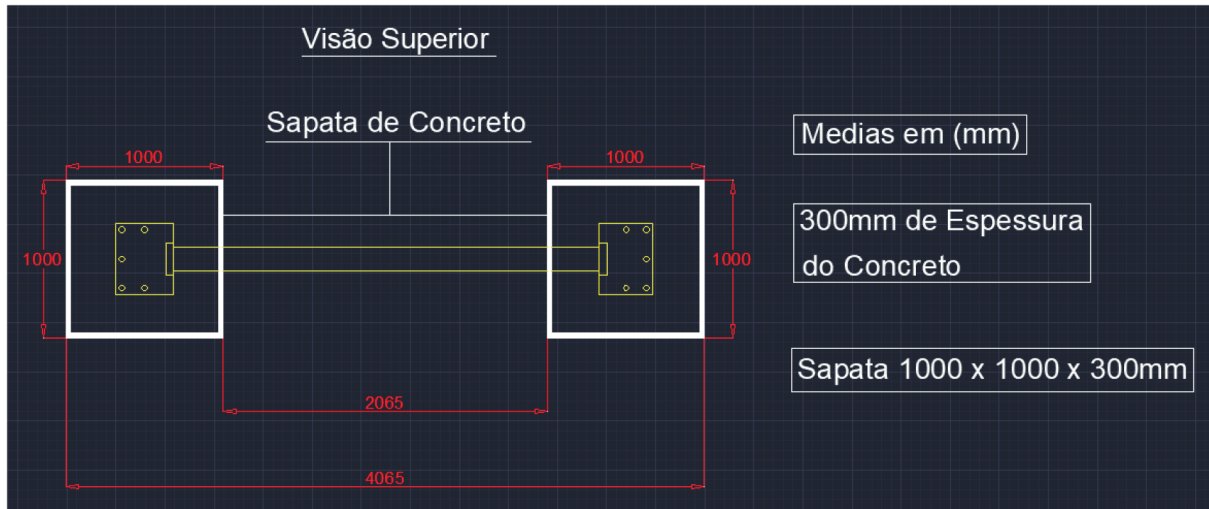 Visão Superior
Sapata de Concreto
Medias em (mm)
1000
1000
300mm de Espessura
do Concreto
1000
1000
Sapata 1000 x 1000 x 300mm
2065
4065